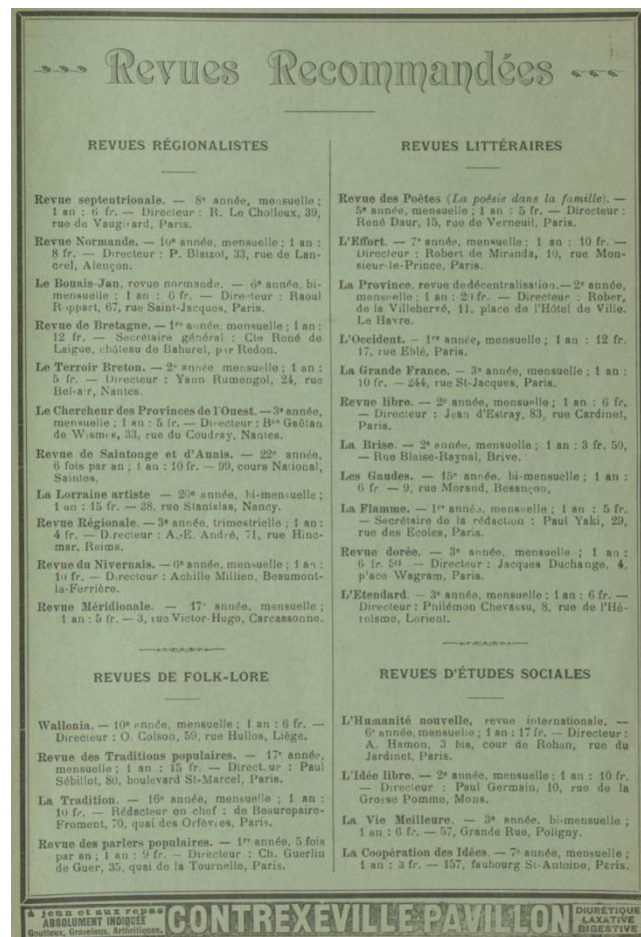 Revues Recommandées
REVUES RÉGIONALISTES
Revue septentrionale. — 8e année, mensuelle ;
1 an : 6 fr. — Directeur : R. Le Cholleux, 39,
rue de Vaugirard, Paris.
Revue Normande. — 10e année, mensuelle ; 1 an :
8 fr. — Directeur : P. Blaizot, 33, rue de Lan-
crel, Alençon.
Le Bouais-Jan, revue normande. — 6e année, bi-
mensuelle ; 1 an : 6 fr. — Directeur : Raoul
67, rue Saint-Jacques, Paris.
Revue de Bretagne. — 1re année, mensuelle ; 1 an :
12 fr. — Secrétaire général : Cte René de
Laigue, château de Bahurel, par Redon.
Le Terroir Breton. — 2e année, mensuelle ; 1 an :
5 fr. — Directeur : Yann Rumengol, 24, rue
Bel-air, Nantes.
Le Chercheur des Provinces de l'Ouest. — 3e année,
mensuelle ; 1 an : 5 fr. — Directeur : Bon Gaëtan
de Wismes, 33, rue du Coudray, Nantes.
Revue de Saintonge et d'Aunis. — 22e année,
6 fois par an ; 1 an : 10 fr. — 99, cours National,
Saintes.
La Lorraine artiste — année, bi-mensuelle ;
1 an : 15 fr. — 38, rue Stanislas, Nancy.
Revue Régionale. — 3e année, trimestrielle ; 1 an :
4 fr. — Directeur : A.-E. André, 71, rue Hinc-
mar, Reims.
Revue du Nivernais. — 6e année, mensuelle ; 1 an :
10 fr. — Directeur : Achille Millien, Beaumont-
la-Ferrière.
Revue Méridionale. — 17e année, mensuelle ;
1 an : 5 fr. — 3, rue Victor-Hugo, Carcassonne.
REVUES DE FOLK-LORE
Wallonia. — 10e année, mensuelle ; 1 an : 6 fr. —
Directeur : O. Colson, 59, rue Hullos, Liége.
Revue des Traditions populaires. — 17e année,
mensuelle ; 1 an : 15 fr. — Directeur : Paul
Sébillot, 80, boulevard St-Marcel, Paris.
La Tradition. — 16e année, mensuelle ; 1 an :
10 fr. — Rédacteur en chef : de Beaurepaire-
Froment, 70, quai des Orfèvres, Paris.
Revue des parlers populaires. — 1re année, 5 fois
par an ; 1 an : 9 fr. — Directeur : Ch. Guerlin
de Guer, 35, quai de la Tournelle, Paris.
REVUES LITTÉRAIRES
Revue des Poètes (La poésie dans la famille). —
5e année, mensuelle ; 1 an : 5 fr. — Directeur :
René Daur, 15, rue de Verneuil, Paris.
L'Effort. — 7e année, mensuelle : 1 an : 10 fr. —
Directeur : Robert de Miranda, 10, rue Mon-
sieur-le-Prince, Paris.
La Province, revue de décentralisation. — 2e année,
mensuelle ; 1 an : 20 fr. — Directeur : Rober,
de la Villehervé, 11, place de l'Hôtel de Ville.
Le Havre.
L'Occident. — 1re année, mensuelle ; 1 an : 12 fr.
17, rue Eblé, Paris.
La Grande France. — 3e année, mensuelle ; 1 an :
10 fr. — 244, rue St-Jacques, Paris.
Revue libre. — 2e année, mensuelle ; 1 an : 6 fr.
— Directeur : Jean d'Estray, 83, rue Cardinet,
Paris.
La Brise. — 2e année, mensuelle ; 1 an : 3 fr. 50,
— Rue Blaise-Raynal, Brive.
Les Gaudes. — 15e année, bi-mensuelle ; 1 an :
6 fr. — 9, rue Morand, Besançon,
La Flamme. — 1re année, mensuelle ; 1 an : 5 fr.
— Secrétaire de la rédaction : Paul Yaki, 29,
rue des Ecoles, Paris.
Revue dorée. — 3e année, mensuelle ; 1 an :
6 fr. 50 — Directeur : Jacques Duchange, 4,
place Wagram, Paris.
L'Etendard. — 3e année, mensuelle ; 1 an : 6 fr. —
Directeur : Philémon Chevassu, 8, rue de l'Hé-
roïsme, Lorient.
REVUES D'ÉTUDES SOCIALES
L'Humanité nouvelle, revue internationale. —
6e année, mensuelle ; 1 an : 17 fr. — Directeur :
A. Hamon, 3 bis, cour de Rohan, rue du
Jardinet, Paris.
L'Idée libre. — 2e année, mensuelle ; 1 an : 10 fr.
— Directeur : Paul Germain, 10, rue de la
Grosse Pomme, Mons.
La Vie Meilleure. — 3e année, bi-mensuelle ;
1 an : 6 fr. — 57, Grande Rue, Poligny.
La Coopération des Idées. — 7e année, mensuelle ;
1 an : 3 fr. — 157, faubourg St-Antoine, Paris.
à jeun et aux repas
ABSOLUMENT INDIQUÉE
Goutteux, Graveleux, Arthritiques.
CONTREXÉVILLE-PAVILLON
DIURÉTIQUE
LAXATIVE
DIGESTIVE